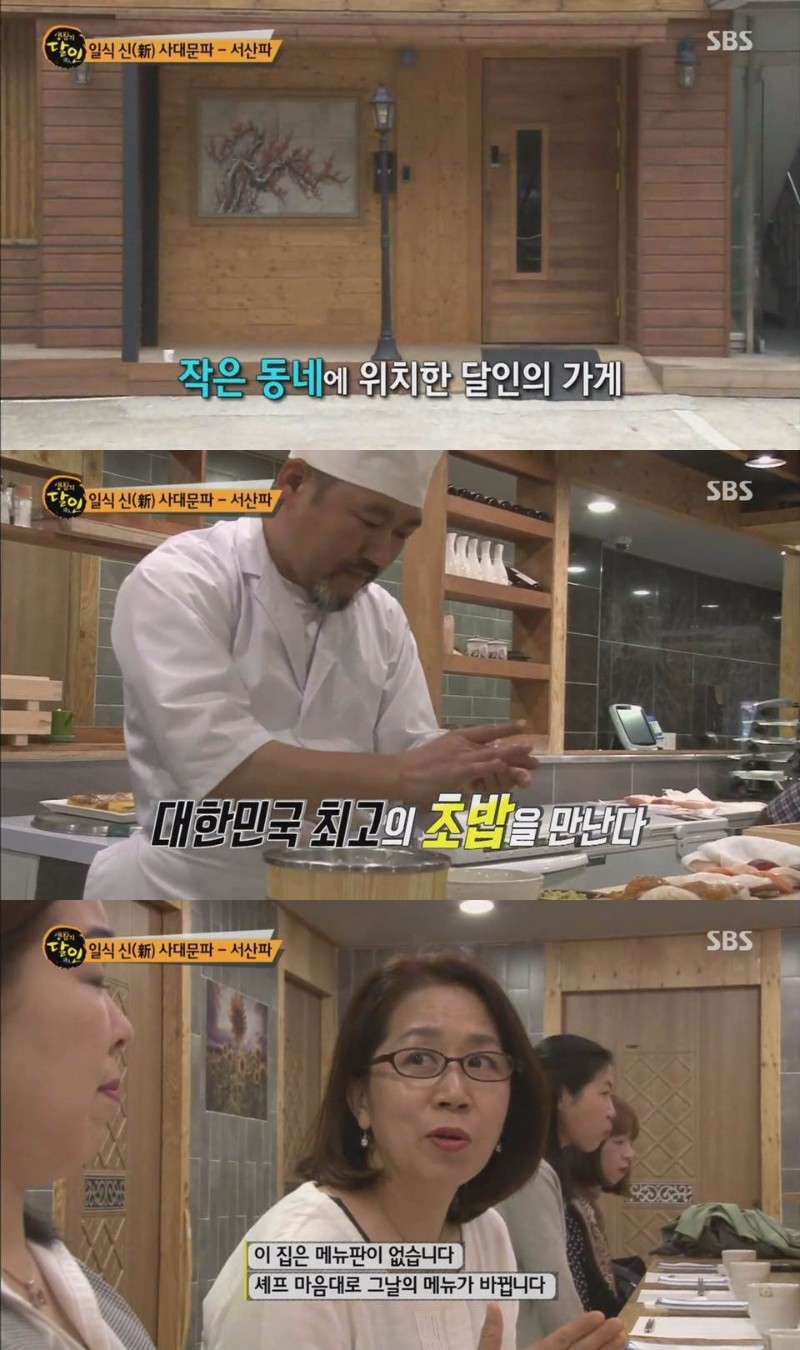 생활의
달인
일식 신(新) 사대문파 - 서산파
SBS
작은 동네에 위치한 달인의 가게
생활의
달인
일식 신(新) 사대문파 - 서산파
SBS
대한민국 최고의 초밥을 만난다
생활의
달인
일식 신(新) 사대문파 - 서산파
SBS
이 집은 메뉴판이 없습니다
셰프 마음대로 그날의 메뉴가 바뀝니다